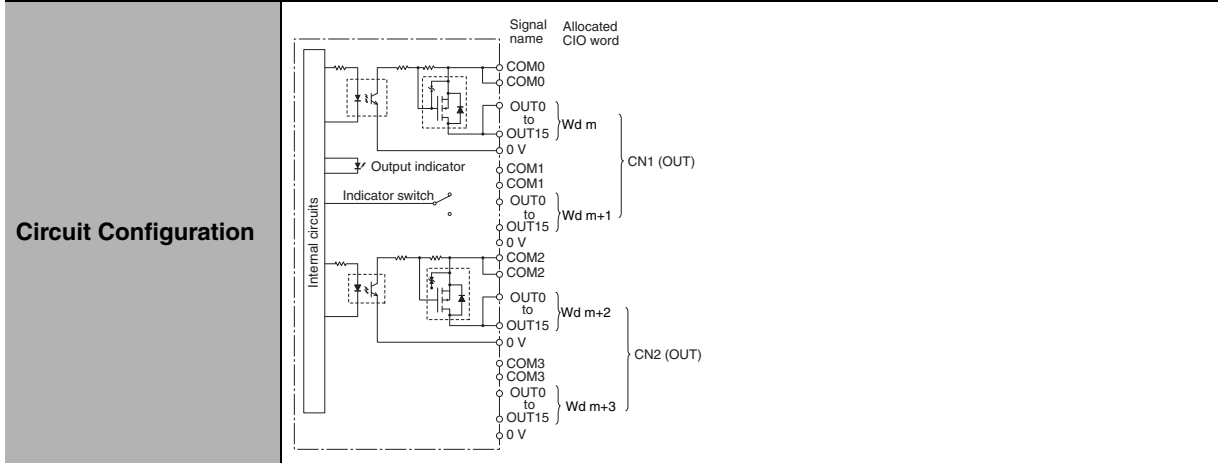 Circuit Configuration
Signal name
Allocated CIO word
COM0
COM0
OUT0
to
OUT15
Wd m
0 V
CN1 (OUT)
Output indicator
COM1
COM1
Indicator switch
OUT0
to
OUT15
Wd m+1
0 V
Internal circuits
COM2
COM2
OUT0
to
OUT15
Wd m+2
0 V
CN2 (OUT)
COM3
COM3
OUT0
to
OUT15
Wd m+3
0 V